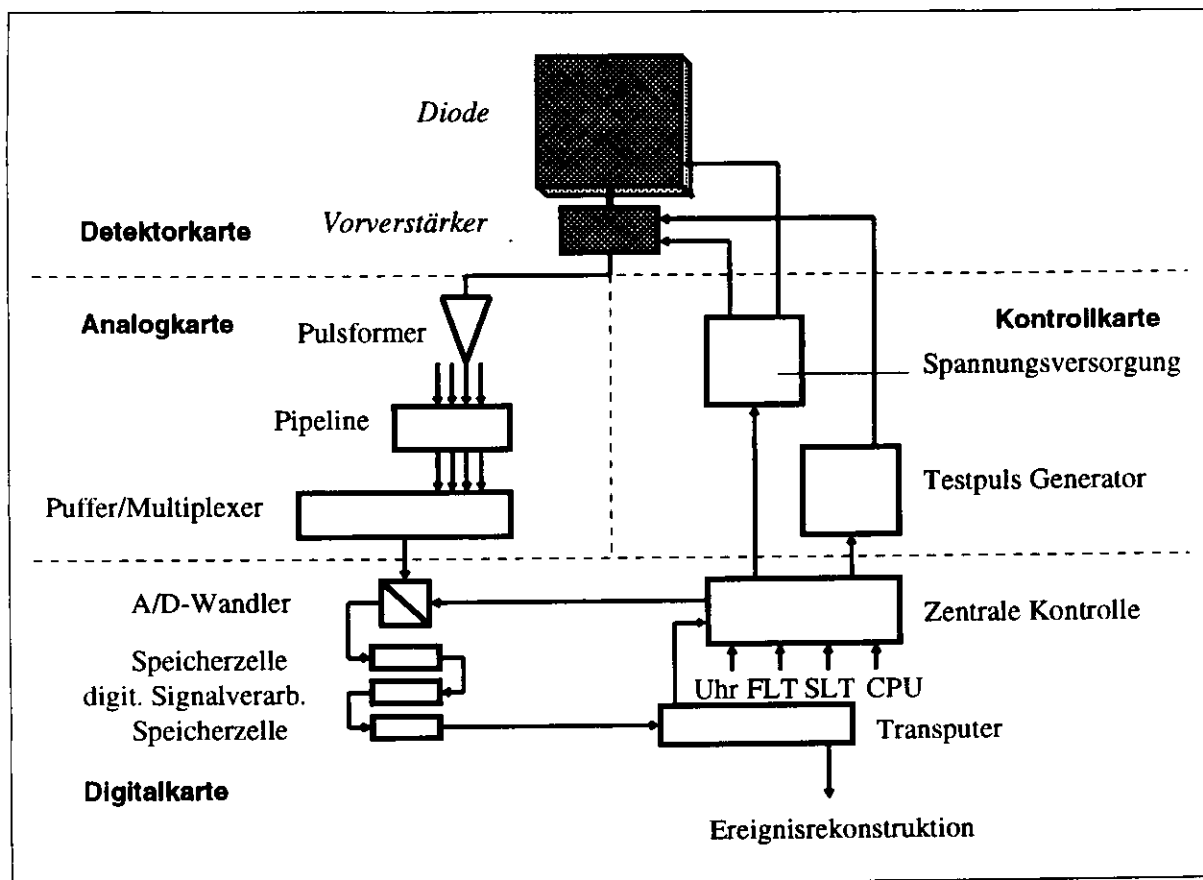 Diode
Vorverstärker
Detektorkarte
Analogkarte
Pulsformer
Kontrollkarte
Spannungsversorgung
Pipeline
Testpuls Generator
Puffer/Multiplexer
A/D-Wandler
Zentrale Kontrolle
Speicherzelle
digit. Signalverarb.
Speicherzelle
Uhr FLT SLT CPU
Transputer
Digitalkarte
Ereignisrekonstruktion